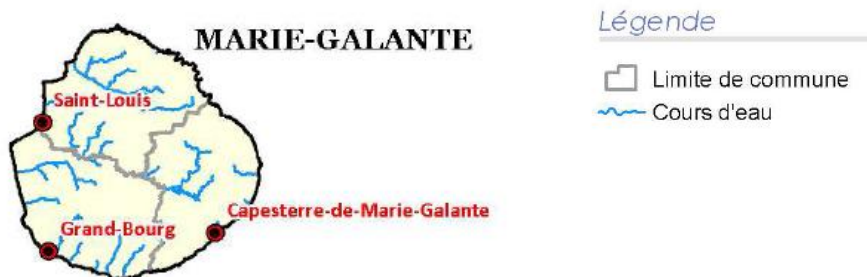 MARIE-GALANTE
Saint-Louis
Capesterre-de-Marie-Galante
Grand-Bourg
Légende
Limite de commune
Cours d'eau